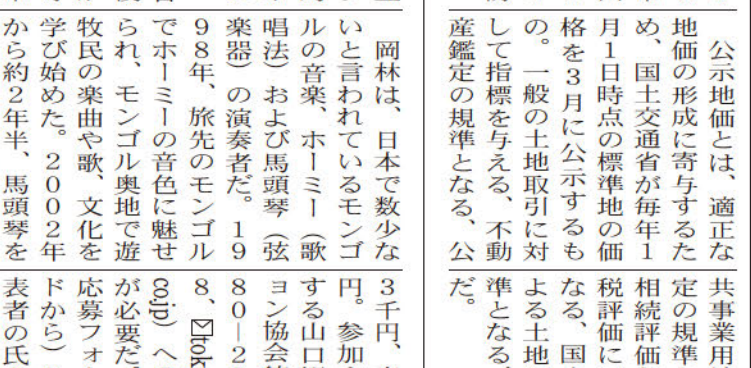 公示地価とは、適正な
地価の形成に寄与するた
め、国土交通省が毎年1
月1日時点の標準地の価
格を3月に公示するも
の。一般の土地取引に対
して指標を与える、不動
産鑑定の規準となる、公
共事業用
定の規準
相続評価
税評価に
なる、国
よる土地
準となる
だ。
岡林は、日本で数少な
いと言われているモンゴ
ルの音楽、ホーミー（歌
唱法）および馬頭琴（弦
楽器）の演奏者だ。19
98年、旅先のモンゴル
でホーミーの音色に魅せ
られ、モンゴル奥地で遊
牧民の楽曲や歌、文化を
学び始めた。2002年
から約2年半、馬頭琴を
3千円、
円。参加
する山口
ョン協会
80－2
8、✉tok
co.jp）へ
が必要だ
応募フォ
ドから）
表者の氏